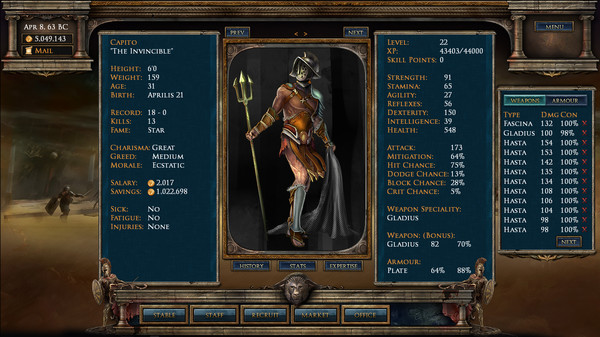 Apr 8, 63 BC
5,049,143
Mail
PREV
< >
NEXT
MENU
Capito
"The Invincible"
Height: 6'0
Weight: 159
Age: 31
Birth: Aprilis 21
Record: 18 - 0
Kills: 13
Fame: Star
Charisma: Great
Greed: Medium
Morale: Ecstatic
Salary: 2,017
Savings: 1,022,698
Sick: No
Fatigue: No
Injuries: None
Level: 22
XP: 43403/44000
Skill Points: 0
Strength: 91
Stamina: 65
Agility: 27
Reflexes: 56
Dexterity: 150
Intelligence: 39
Health: 548
Attack: 173
Mitigation: 64%
Hit Chance: 75%
Dodge Chance: 13%
Block Chance: 28%
Crit Chance: 5%
Weapon Speciality:
Gladius
Weapon: (Bonus):
Gladius 82 70%
Armour:
Plate 64% 88%
WEAPONS ARMOUR
Type Dmg Con
Fascina 132 100% X
Gladius 100 98% X
Hasta 154 100% X
Hasta 153 100% X
Hasta 142 100% X
Hasta 135 100% X
Hasta 134 100% X
Hasta 108 100% X
Hasta 106 100% X
Hasta 104 100% X
Hasta 98 100% X
Hasta 98 100% X
NEXT
HISTORY STATS EXPERTISE
STABLE STAFF RECRUIT MARKET OFFICE